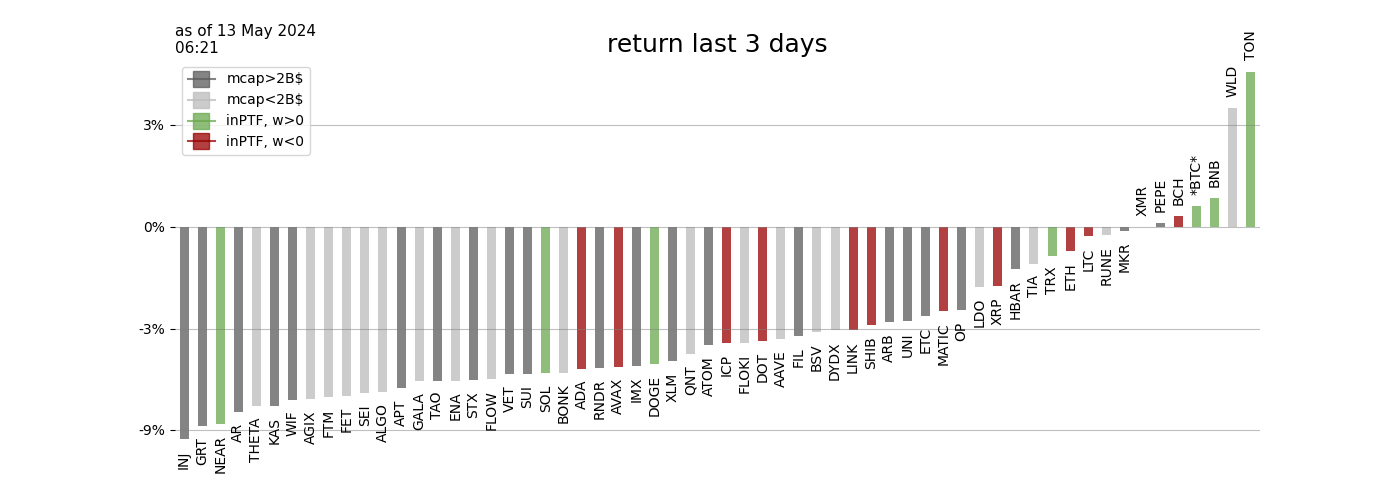 as of 13 May 2024
06:21
return last 3 days
mcap>2B$
mcap<2B$
inPTF, w>0
inPTF, w<0
3%
0%
-3%
-9%
INJ
GRT
NEAR
AR
THETA
KAS
WIF
AGIX
FTM
FET
SEI
ALGO
APT
GALA
TAO
ENA
STX
FLOW
VET
SUI
SOL
BONK
ADA
RNDR
AVAX
IMX
DOGE
XLM
QNT
ATOM
ICP
FLOKI
DOT
AAVE
FIL
BSV
DYDX
LINK
SHIB
ARB
UNI
ETC
MATIC
OP
LDO
XRP
HBAR
TIA
TRX
ETH
LTC
RUNE
MKR
XMR
PEPE
BCH
*BTC*
BNB
WLD
TON